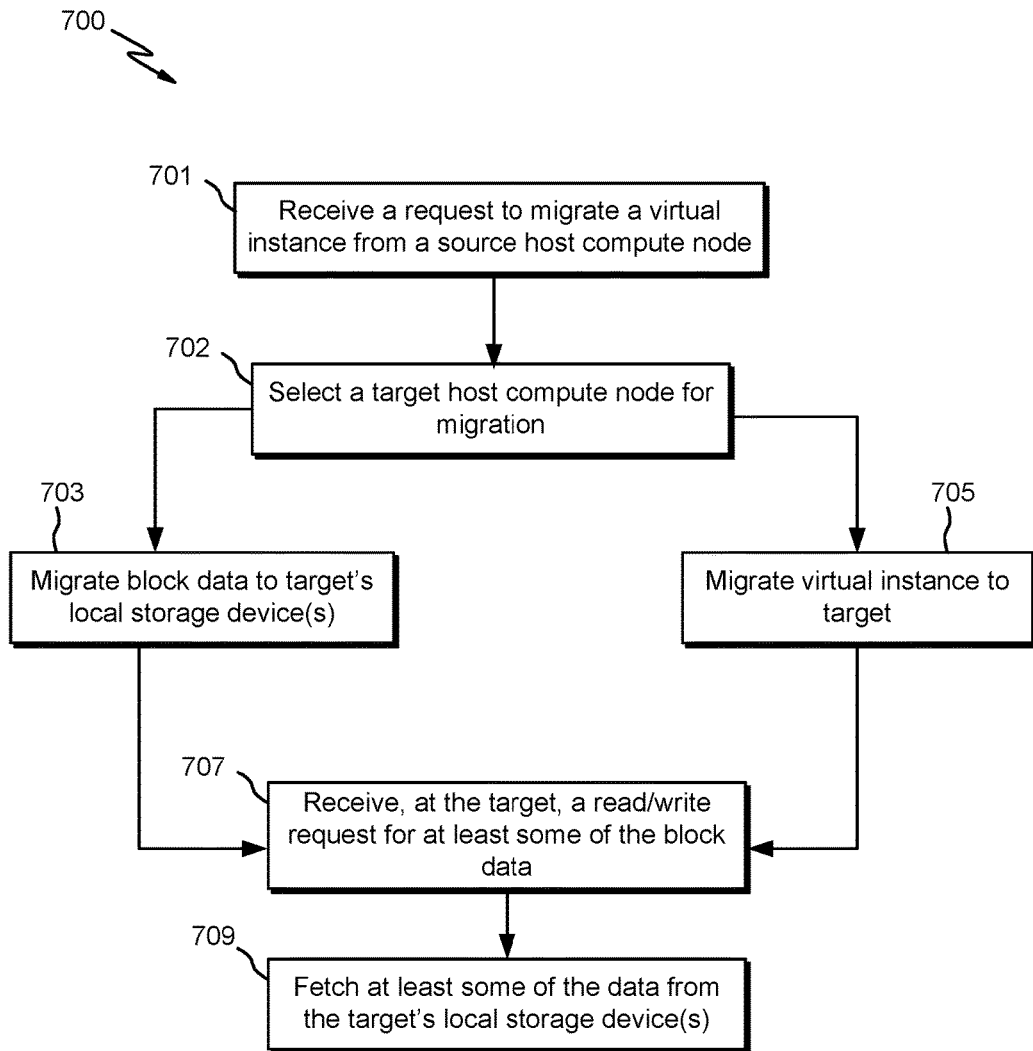 700
701
Receive a request to migrate a virtual
instance from a source host compute node
702
Select a target host compute node for
migration
703
Migrate block data to target's
local storage device(s)
705
Migrate virtual instance to
target
707
Receive, at the target, a read/write
request for at least some of the block
data
709
Fetch at least some of the data from
the target's local storage device(s)